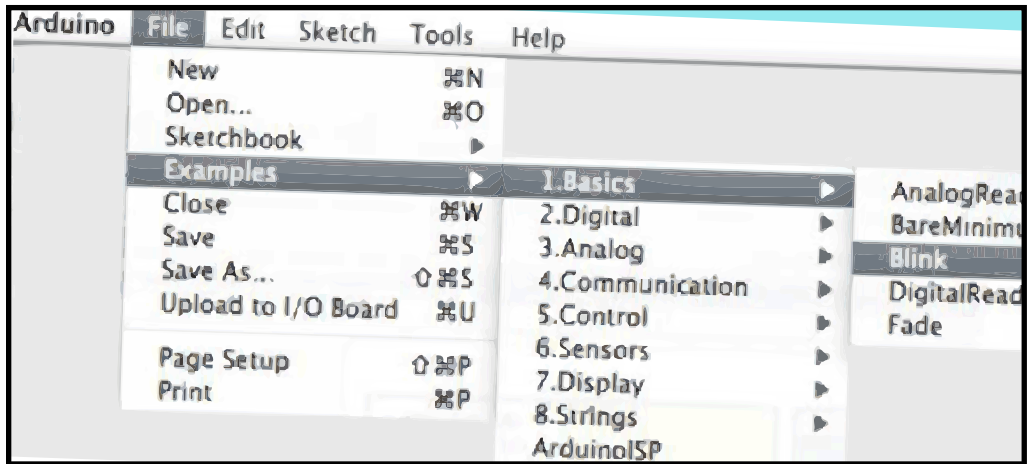 Arduino File Edit Sketch Tools Help
New ⌘N
Open... ⌘O
Sketchbook
Examples
Close ⌘W
Save ⌘S
Save As... ⇧⌘S
Upload to I/O Board ⌘U
Page Setup ⇧⌘P
Print ⌘P
1.Basics
2.Digital
3.Analog
4.Communication
5.Control
6.Sensors
7.Display
8.Strings
ArduinoISP
AnalogRea
BareMinim
Blink
DigitalRead
Fade